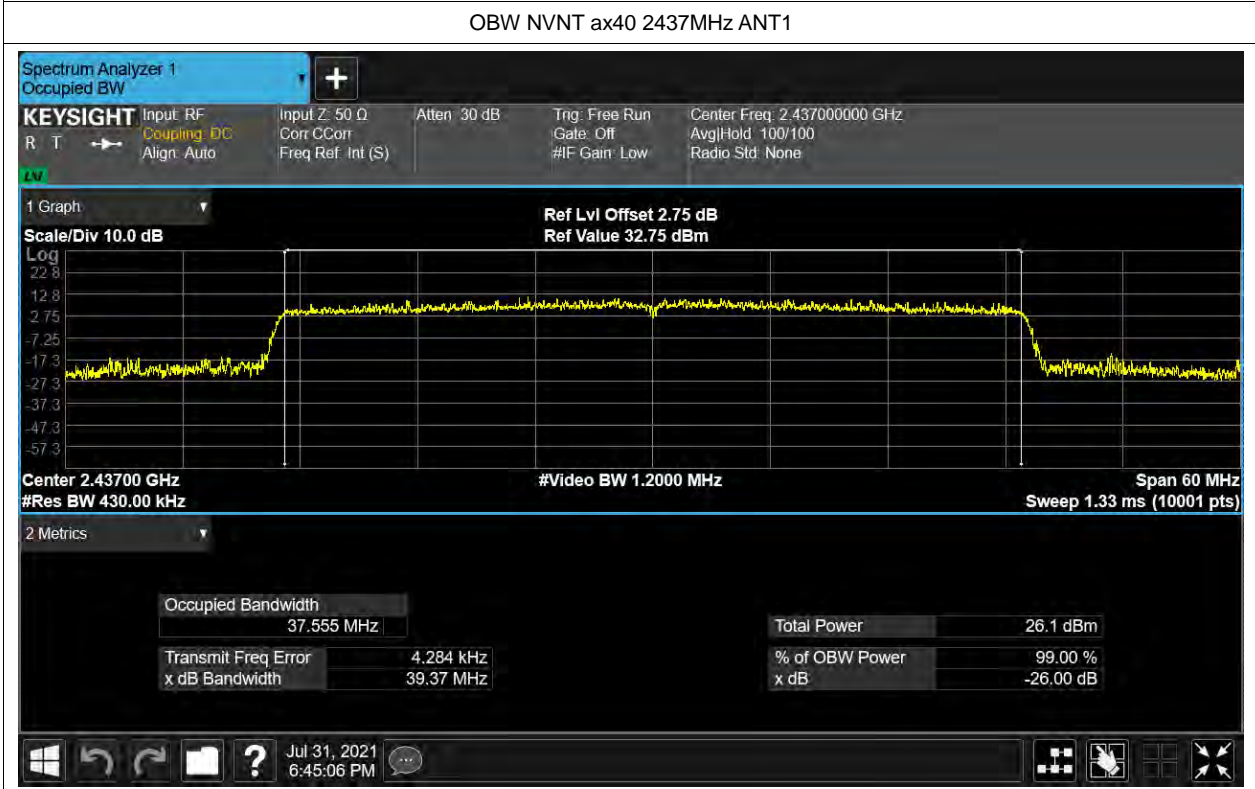 OBW NVNT ax40 2437MHz ANT1
Spectrum Analyzer 1
Occupied BW
+
KEYSIGHT
R T
Input: RF
Coupling: DC
Align: Auto
Input Z: 50 Ω
Corr CCorr
Freq Ref: Int (S)
Atten: 30 dB
Trig: Free Run
Gate: Off
#IF Gain: Low
Center Freq: 2.437000000 GHz
Avg|Hold: 100/100
Radio Std: None
1 Graph
Scale/Div 10.0 dB
Ref Lvl Offset 2.75 dB
Ref Value 32.75 dBm
Log
22.8
12.8
2.75
-7.25
-17.3
-27.3
-37.3
-47.3
-57.3
Center 2.43700 GHz
#Video BW 1.2000 MHz
Span 60 MHz
#Res BW 430.00 kHz
Sweep 1.33 ms (10001 pts)
2 Metrics
Occupied Bandwidth
37.555 MHz
Total Power 26.1 dBm
Transmit Freq Error 4.284 kHz
% of OBW Power 99.00 %
x dB Bandwidth 39.37 MHz
x dB -26.00 dB
?
Jul 31, 2021
6:45:06 PM